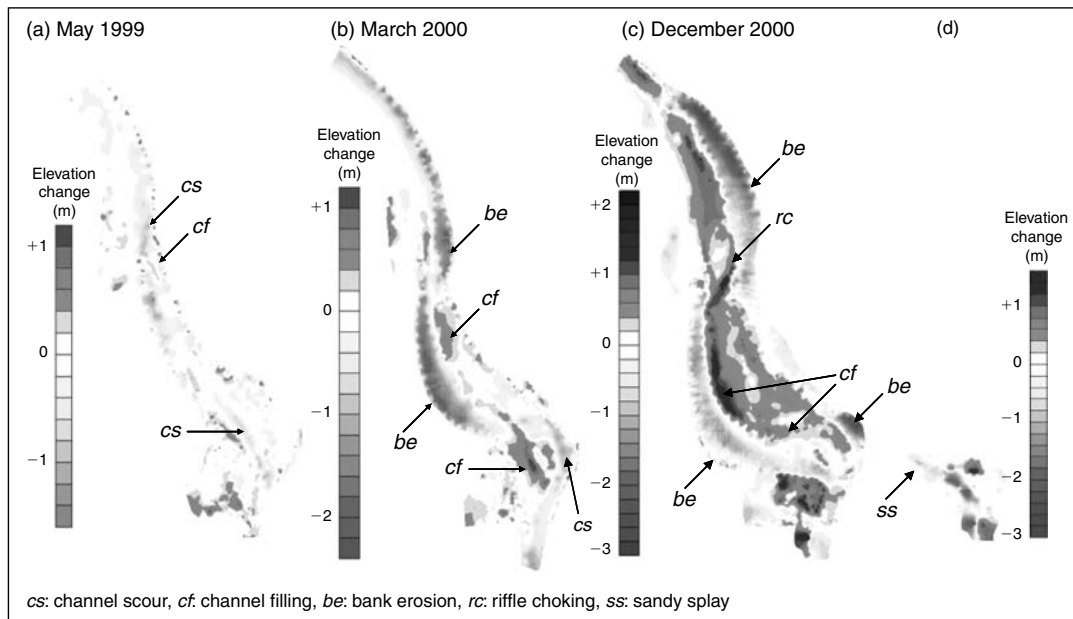 (a) May 1999
(b) March 2000
(c) December 2000
(d)
Elevation
change
(m)
+1
0
−1
cs
cf
cs
Elevation
change
(m)
+1
0
−1
−2
be
cf
be
cf
cs
Elevation
change
(m)
+2
+1
0
−1
−2
−3
be
rc
cf
be
be
Elevation
change
(m)
+1
0
−1
−2
−3
ss
cs: channel scour, cf: channel filling, be: bank erosion, rc: riffle choking, ss: sandy splay